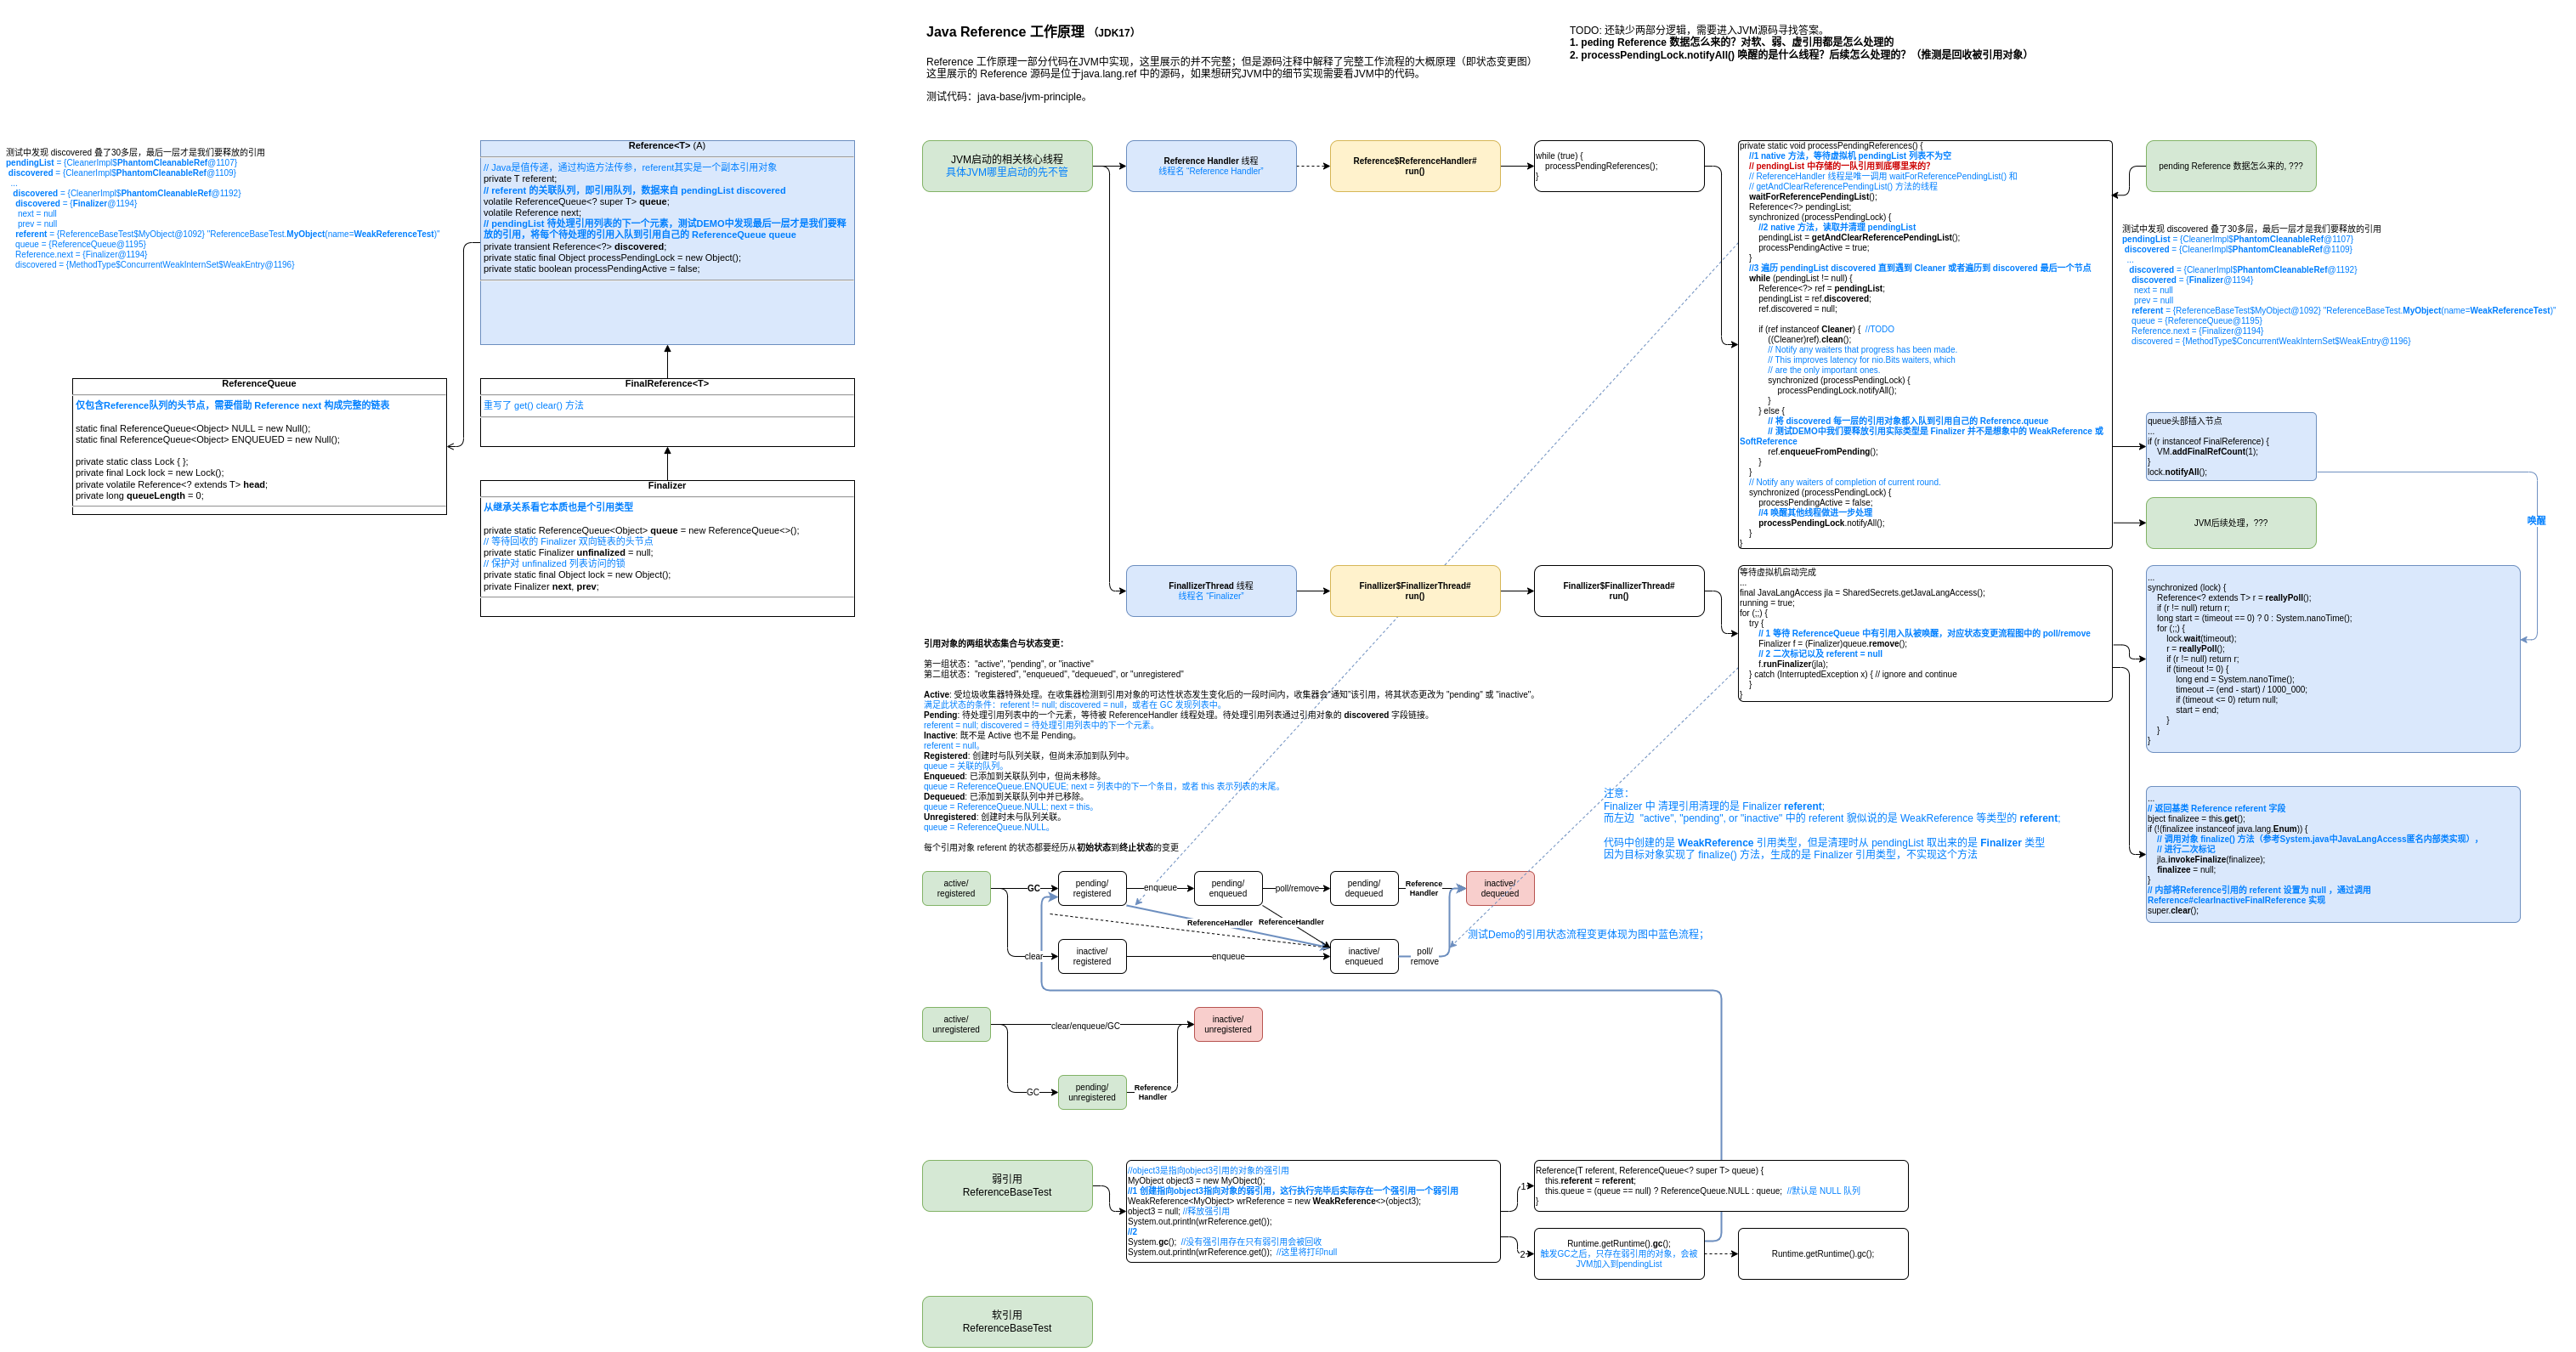 Java Reference 工作原理 （JDK17）
Reference 工作原理一部分代码在JVM中实现，这里展示的并不完整；但是源码注释中解释了完整工作流程的大概原理（即状态变更图）
这里展示的 Reference 源码是位于java.lang.ref 中的源码，如果想研究JVM中的细节实现需要看JVM中的代码。
测试代码：java-base/jvm-principle。
TODO: 还缺少两部分逻辑，需要进入JVM源码寻找答案。
1. peding Reference 数据怎么来的？对软、弱、虚引用都是怎么处理的
2. processPendingLock.notifyAll() 唤醒的是什么线程？后续怎么处理的？（推测是回收被引用对象）
测试中发现 discovered 叠了30多层，最后一层才是我们要释放的引用
pendingList = {CleanerImpl$PhantomCleanableRef@1107}
discovered = {CleanerImpl$PhantomCleanableRef@1109}
...
discovered = {CleanerImpl$PhantomCleanableRef@1192}
discovered = {Finalizer@1194}
next = null
prev = null
referent = {ReferenceBaseTest$MyObject@1092} "ReferenceBaseTest.MyObject(name=WeakReferenceTest)"
queue = {ReferenceQueue@1195}
Reference.next = {Finalizer@1194}
discovered = {MethodType$ConcurrentWeakInternSet$WeakEntry@1196}
Reference<T> (A)
// Java是值传递，通过构造方法传参，referent其实是一个副本引用对象
private T referent;
// referent 的关联队列，即引用队列，数据来自 pendingList discovered
volatile ReferenceQueue<? super T> queue;
volatile Reference next;
// pendingList 待处理引用列表的下一个元素，测试DEMO中发现最后一层才是我们要释
放的引用，将每个待处理的引用入队到引用自己的 ReferenceQueue queue
private transient Reference<?> discovered;
private static final Object processPendingLock = new Object();
private static boolean processPendingActive = false;
ReferenceQueue
仅包含Reference队列的头节点，需要借助 Reference next 构成完整的链表
static final ReferenceQueue<Object> NULL = new Null();
static final ReferenceQueue<Object> ENQUEUED = new Null();
private static class Lock { };
private final Lock lock = new Lock();
private volatile Reference<? extends T> head;
private long queueLength = 0;
FinalReference<T>
重写了 get() clear() 方法
Finalizer
从继承关系看它本质也是个引用类型
private static ReferenceQueue<Object> queue = new ReferenceQueue<>();
// 等待回收的 Finalizer 双向链表的头节点
private static Finalizer unfinalized = null;
// 保护对 unfinalized 列表访问的锁
private static final Object lock = new Object();
private Finalizer next, prev;
JVM启动的相关核心线程
具体JVM哪里启动的先不管
Reference Handler 线程
线程名 “Reference Handler”
Reference$ReferenceHandler#
run()
while (true) {
processPendingReferences();
}
private static void processPendingReferences() {
//1 native 方法，等待虚拟机 pendingList 列表不为空
// pendingList 中存储的一队引用到底哪里来的？
// ReferenceHandler 线程是唯一调用 waitForReferencePendingList() 和
// getAndClearReferencePendingList() 方法的线程
waitForReferencePendingList();
Reference<?> pendingList;
synchronized (processPendingLock) {
//2 native 方法，读取并清理 pendingList
pendingList = getAndClearReferencePendingList();
processPendingActive = true;
}
//3 遍历 pendingList discovered 直到遇到 Cleaner 或者遍历到 discovered 最后一个节点
while (pendingList != null) {
Reference<?> ref = pendingList;
pendingList = ref.discovered;
ref.discovered = null;
if (ref instanceof Cleaner) {  //TODO
((Cleaner)ref).clean();
// Notify any waiters that progress has been made.
// This improves latency for nio.Bits waiters, which
// are the only important ones.
synchronized (processPendingLock) {
processPendingLock.notifyAll();
}
} else {
// 将 discovered 每一层的引用对象都入队到引用自己的 Reference.queue
// 测试DEMO中我们要释放引用实际类型是 Finalizer 并不是想象中的 WeakReference 或
SoftReference
ref.enqueueFromPending();
}
}
// Notify any waiters of completion of current round.
synchronized (processPendingLock) {
processPendingActive = false;
//4 唤醒其他线程做进一步处理
processPendingLock.notifyAll();
}
}
pending Reference 数据怎么来的, ???
测试中发现 discovered 叠了30多层，最后一层才是我们要释放的引用
pendingList = {CleanerImpl$PhantomCleanableRef@1107}
discovered = {CleanerImpl$PhantomCleanableRef@1109}
...
discovered = {CleanerImpl$PhantomCleanableRef@1192}
discovered = {Finalizer@1194}
next = null
prev = null
referent = {ReferenceBaseTest$MyObject@1092} "ReferenceBaseTest.MyObject(name=WeakReferenceTest)"
queue = {ReferenceQueue@1195}
Reference.next = {Finalizer@1194}
discovered = {MethodType$ConcurrentWeakInternSet$WeakEntry@1196}
queue头部插入节点
...
if (r instanceof FinalReference) {
VM.addFinalRefCount(1);
}
lock.notifyAll();
JVM后续处理，???
唤醒
FinallizerThread 线程
线程名 “Finalizer”
Finallizer$FinallizerThread#
run()
Finallizer$FinallizerThread#
run()
等待虚拟机启动完成
...
final JavaLangAccess jla = SharedSecrets.getJavaLangAccess();
running = true;
for (;;) {
try {
// 1 等待 ReferenceQueue 中有引用入队被唤醒，对应状态变更流程图中的 poll/remove
Finalizer f = (Finalizer)queue.remove();
// 2 二次标记以及 referent = null
f.runFinalizer(jla);
} catch (InterruptedException x) { // ignore and continue
}
}
...
synchronized (lock) {
Reference<? extends T> r = reallyPoll();
if (r != null) return r;
long start = (timeout == 0) ? 0 : System.nanoTime();
for (;;) {
lock.wait(timeout);
r = reallyPoll();
if (r != null) return r;
if (timeout != 0) {
long end = System.nanoTime();
timeout -= (end - start) / 1000_000;
if (timeout <= 0) return null;
start = end;
}
}
}
...
// 返回基类 Reference referent 字段
bject finalizee = this.get();
if (!(finalizee instanceof java.lang.Enum)) {
// 调用对象 finalize() 方法（参考System.java中JavaLangAccess匿名内部类实现），
// 进行二次标记
jla.invokeFinalize(finalizee);
finalizee = null;
}
// 内部将Reference引用的 referent 设置为 null ，通过调用
Reference#clearInactiveFinalReference 实现
super.clear();
引用对象的两组状态集合与状态变更：
第一组状态："active", "pending", or "inactive"
第二组状态："registered", "enqueued", "dequeued", or "unregistered"
Active: 受垃圾收集器特殊处理。在收集器检测到引用对象的可达性状态发生变化后的一段时间内，收集器会“通知”该引用，将其状态更改为 "pending" 或 "inactive"。
满足此状态的条件：referent != null; discovered = null，或者在 GC 发现列表中。
Pending: 待处理引用列表中的一个元素，等待被 ReferenceHandler 线程处理。待处理引用列表通过引用对象的 discovered 字段链接。
referent = null; discovered = 待处理引用列表中的下一个元素。
Inactive: 既不是 Active 也不是 Pending。
referent = null。
Registered: 创建时与队列关联，但尚未添加到队列中。
queue = 关联的队列。
Enqueued: 已添加到关联队列中，但尚未移除。
queue = ReferenceQueue.ENQUEUE; next = 列表中的下一个条目，或者 this 表示列表的末尾。
Dequeued: 已添加到关联队列中并已移除。
queue = ReferenceQueue.NULL; next = this。
Unregistered: 创建时未与队列关联。
queue = ReferenceQueue.NULL。
每个引用对象 referent 的状态都要经历从初始状态到终止状态的变更
注意：
Finalizer 中 清理引用清理的是 Finalizer referent;
而左边  "active", "pending", or "inactive" 中的 referent 貌似说的是 WeakReference 等类型的 referent;
代码中创建的是 WeakReference 引用类型，但是清理时从 pendingList 取出来的是 Finalizer 类型
因为目标对象实现了 finalize() 方法，生成的是 Finalizer 引用类型，不实现这个方法
active/
registered
GC
pending/
registered
enqueue
pending/
enqueued
poll/remove
pending/
dequeued
Reference
Handler
inactive/
dequeued
ReferenceHandler
ReferenceHandler
测试Demo的引用状态流程变更体现为图中蓝色流程；
clear
inactive/
registered
enqueue
inactive/
enqueued
poll/
remove
active/
unregistered
clear/enqueue/GC
inactive/
unregistered
GC
pending/
unregistered
Reference
Handler
弱引用
ReferenceBaseTest
//object3是指向object3引用的对象的强引用
MyObject object3 = new MyObject();
//1 创建指向object3指向对象的弱引用，这行执行完毕后实际存在一个强引用一个弱引用
WeakReference<MyObject> wrReference = new WeakReference<>(object3);
object3 = null; //释放强引用
System.out.println(wrReference.get());
//2
System.gc();  //没有强引用存在只有弱引用会被回收
System.out.println(wrReference.get());  //这里将打印null
1
Reference(T referent, ReferenceQueue<? super T> queue) {
this.referent = referent;
this.queue = (queue == null) ? ReferenceQueue.NULL : queue;  //默认是 NULL 队列
}
2
Runtime.getRuntime().gc();
触发GC之后，只存在弱引用的对象，会被
JVM加入到pendingList
Runtime.getRuntime().gc();
软引用
ReferenceBaseTest